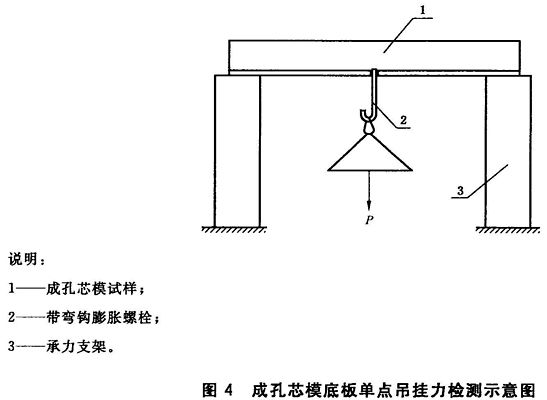 1
2
3
P
说明：
1——成孔芯模试样；
2——带弯钩膨胀螺栓；
3——承力支架。
图 4 成孔芯模底板单点吊挂力检测示意图